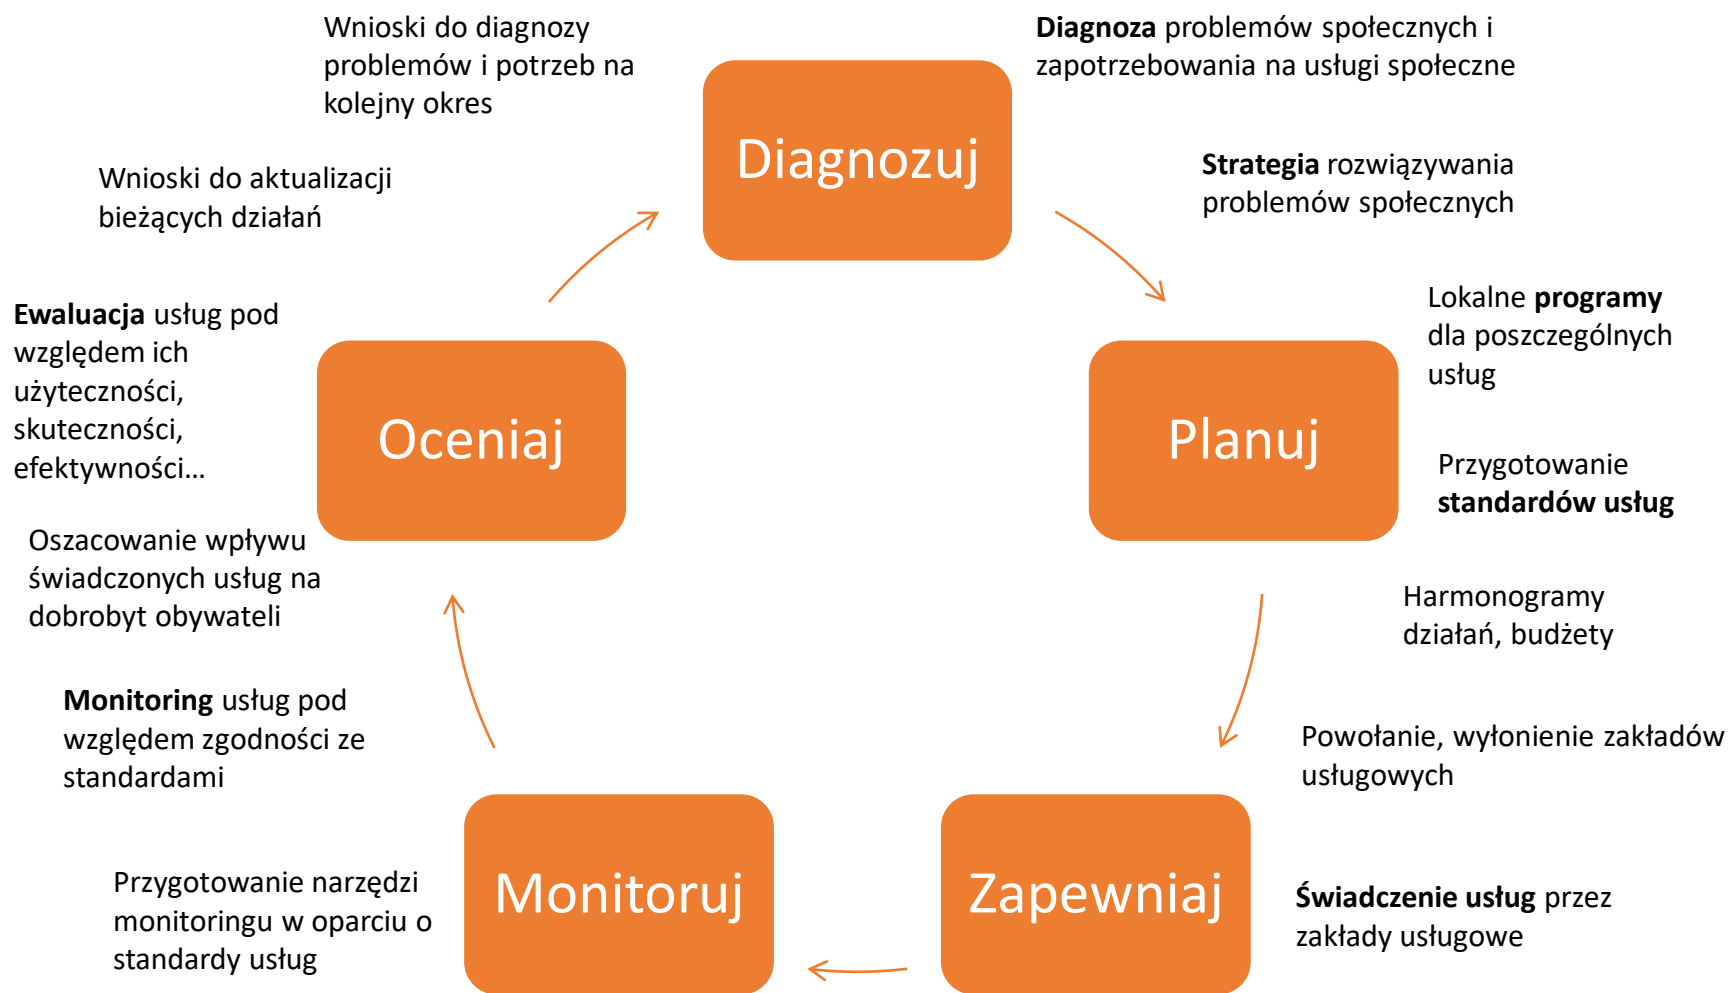 Wnioski do diagnozy
problemów i potrzeb na
kolejny okres
Diagnoza problemów społecznych i
zapotrzebowania na usługi społeczne
Diagnozuj
Strategia rozwiązywania
problemów społecznych
Lokalne programy
dla poszczególnych
usług
Planuj
Przygotowanie
standardów usług
Harmonogramy
działań, budżety
Powołanie, wyłonienie zakładów
usługowych
Zapewniaj
Świadczenie usług przez
zakłady usługowe
Monitoruj
Przygotowanie narzędzi
monitoringu w oparciu o
standardy usług
Monitoring usług pod
względem zgodności ze
standardami
Oszacowanie wpływu
świadczonych usług na
dobrobyt obywateli
Oceniaj
Ewaluacja usług pod
względem ich
użyteczności,
skuteczności,
efektywności…
Wnioski do aktualizacji
bieżących działań